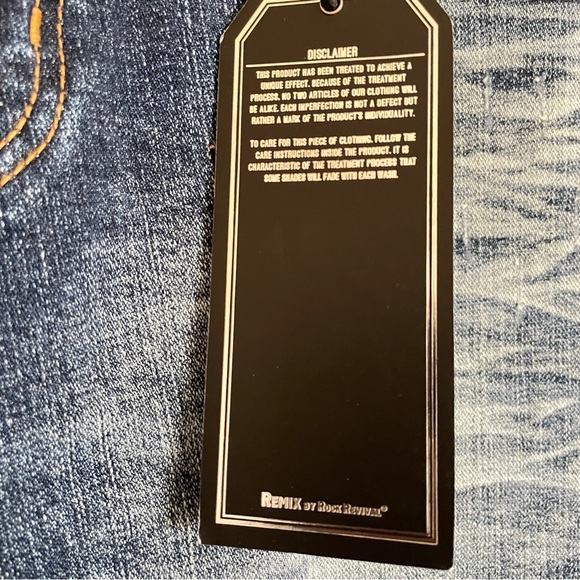 DISCLAIMER
THIS PRODUCT HAS BEEN TREATED TO ACHIEVE A
UNIQUE EFFECT. BECAUSE OF THE TREATMENT
PROCESS. NO TWO ARTICLES OF OUR CLOTHING WILL
BE ALIKE. EACH IMPERFECTION IS NOT A DEFECT BUT
RATHER A MARK OF THE PRODUCT'S INDIVIDUALITY.
TO CARE FOR THIS PIECE OF CLOTHING. FOLLOW THE
CARE INSTRUCTIONS INSIDE THE PRODUCT. IT IS
CHARACTERISTIC OF THE TREATMENT PROCESS THAT
SOME SHADES WILL FADE WITH EACH WASH.
REMIX BY ROCK REVIVAL®